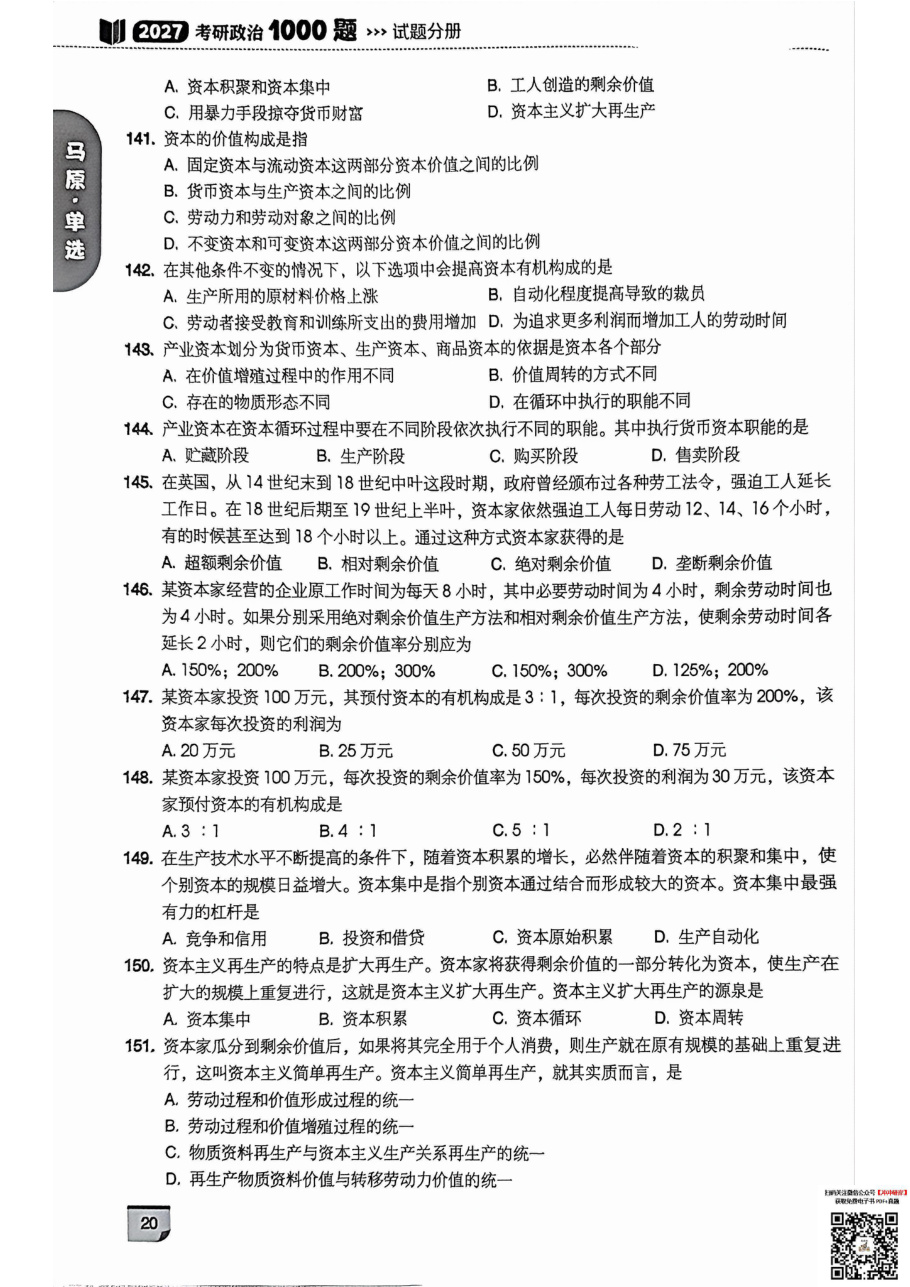 2027 考研政治1000题 >>> 试题分册
A. 资本积聚和资本集中 B. 工人创造的剩余价值
C. 用暴力手段掠夺货币财富 D. 资本主义扩大再生产
马原·单选
141. 资本的价值构成是指
A. 固定资本与流动资本这两部分资本价值之间的比例
B. 货币资本与生产资本之间的比例
C. 劳动力和劳动对象之间的比例
D. 不变资本和可变资本这两部分资本价值之间的比例
142. 在其他条件不变的情况下，以下选项中会提高资本有机构成的是
A. 生产所用的原材料价格上涨 B. 自动化程度提高导致的裁员
C. 劳动者接受教育和训练所支出的费用增加 D. 为追求更多利润而增加工人的劳动时间
143. 产业资本划分为货币资本、生产资本、商品资本的依据是资本各个部分
A. 在价值增殖过程中的作用不同 B. 价值周转的方式不同
C. 存在的物质形态不同 D. 在循环中执行的职能不同
144. 产业资本在资本循环过程中要在不同阶段依次执行不同的职能。其中执行货币资本职能的是
A. 贮藏阶段 B. 生产阶段 C. 购买阶段 D. 售卖阶段
145. 在英国，从 14 世纪末到 18 世纪中叶这段时期，政府曾经颁布过各种劳工法令，强迫工人延长
工作日。在 18 世纪后期至 19 世纪上半叶，资本家依然强迫工人每日劳动 12、14、16 个小时，
有的时候甚至达到 18 个小时以上。通过这种方式资本家获得的是
A. 超额剩余价值 B. 相对剩余价值 C. 绝对剩余价值 D. 垄断剩余价值
146. 某资本家经营的企业原工作时间为每天 8 小时，其中必要劳动时间为 4 小时，剩余劳动时间也
为 4 小时。如果分别采用绝对剩余价值生产方法和相对剩余价值生产方法，使剩余劳动时间各
延长 2 小时，则它们的剩余价值率分别应为
A. 150%；200% B. 200%；300% C. 150%；300% D. 125%；200%
147. 某资本家投资 100 万元，其预付资本的有机构成是 3∶1，每次投资的剩余价值率为 200%，该
资本家每次投资的利润为
A. 20 万元 B. 25 万元 C. 50 万元 D. 75 万元
148. 某资本家投资 100 万元，每次投资的剩余价值率为 150%，每次投资的利润为 30 万元，该资本
家预付资本的有机构成是
A. 3 ∶1 B. 4 ∶1 C. 5 ∶1 D. 2 ∶1
149. 在生产技术水平不断提高的条件下，随着资本积累的增长，必然伴随着资本的积聚和集中，使
个别资本的规模日益增大。资本集中是指个别资本通过结合而形成较大的资本。资本集中最强
有力的杠杆是
A. 竞争和信用 B. 投资和借贷 C. 资本原始积累 D. 生产自动化
150. 资本主义再生产的特点是扩大再生产。资本家将获得剩余价值的一部分转化为资本，使生产在
扩大的规模上重复进行，这就是资本主义扩大再生产。资本主义扩大再生产的源泉是
A. 资本集中 B. 资本积累 C. 资本循环 D. 资本周转
151. 资本家瓜分到剩余价值后，如果将其完全用于个人消费，则生产就在原有规模的基础上重复进
行，这叫资本主义简单再生产。资本主义简单再生产，就其实质而言，是
A. 劳动过程和价值形成过程的统一
B. 劳动过程和价值增殖过程的统一
C. 物质资料再生产与资本主义生产关系再生产的统一
D. 再生产物质资料价值与转移劳动力价值的统一
20